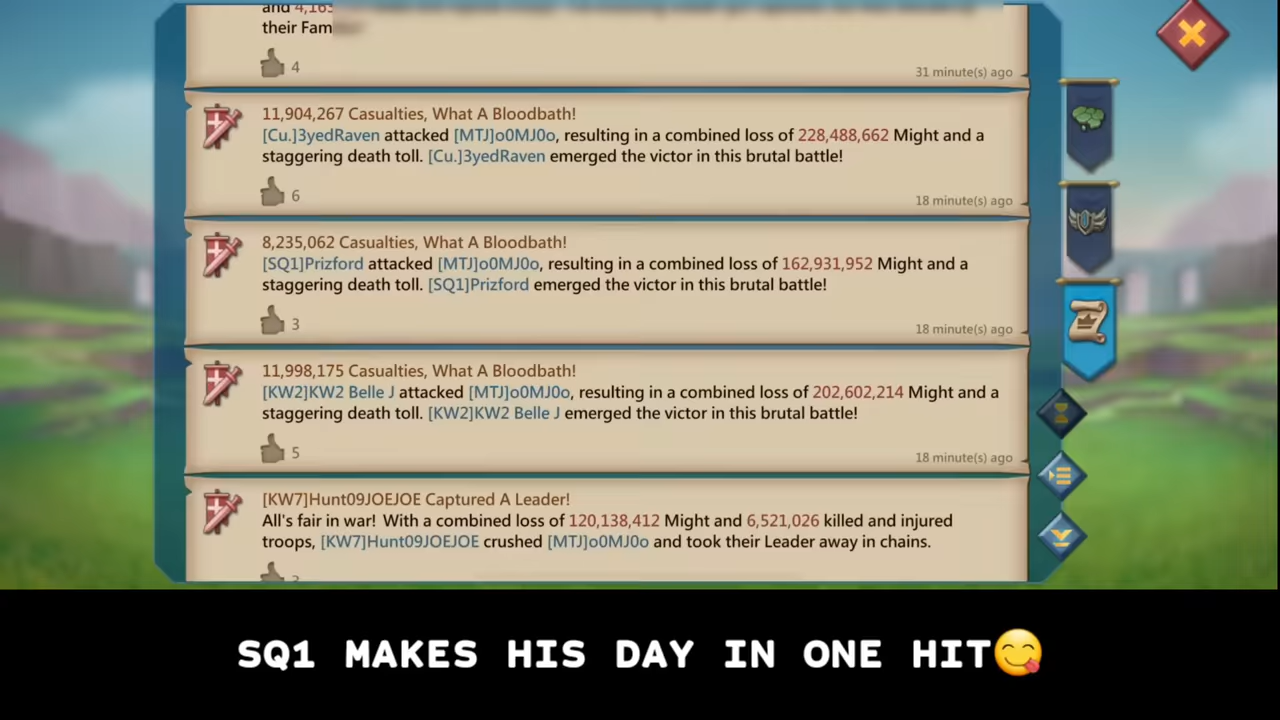 and 4,165
their Fam
4
31 minute(s) ago
11,904,267 Casualties, What A Bloodbath!
[Cu.]3yedRaven attacked [MTJ]o0MJ0o, resulting in a combined loss of 228,488,662 Might and a
staggering death toll. [Cu.]3yedRaven emerged the victor in this brutal battle!
6
18 minute(s) ago
8,235,062 Casualties, What A Bloodbath!
[SQ1]Prizford attacked [MTJ]o0MJ0o, resulting in a combined loss of 162,931,952 Might and a
staggering death toll. [SQ1]Prizford emerged the victor in this brutal battle!
3
18 minute(s) ago
11,998,175 Casualties, What A Bloodbath!
[KW2]KW2 Belle J attacked [MTJ]o0MJ0o, resulting in a combined loss of 202,602,214 Might and a
staggering death toll. [KW2]KW2 Belle J emerged the victor in this brutal battle!
5
18 minute(s) ago
[KW7]Hunt09JOEJOE Captured A Leader!
All's fair in war! With a combined loss of 120,138,412 Might and 6,521,026 killed and injured
troops, [KW7]Hunt09JOEJOE crushed [MTJ]o0MJ0o and took their Leader away in chains.
SQ1 MAKES HIS DAY IN ONE HIT😋